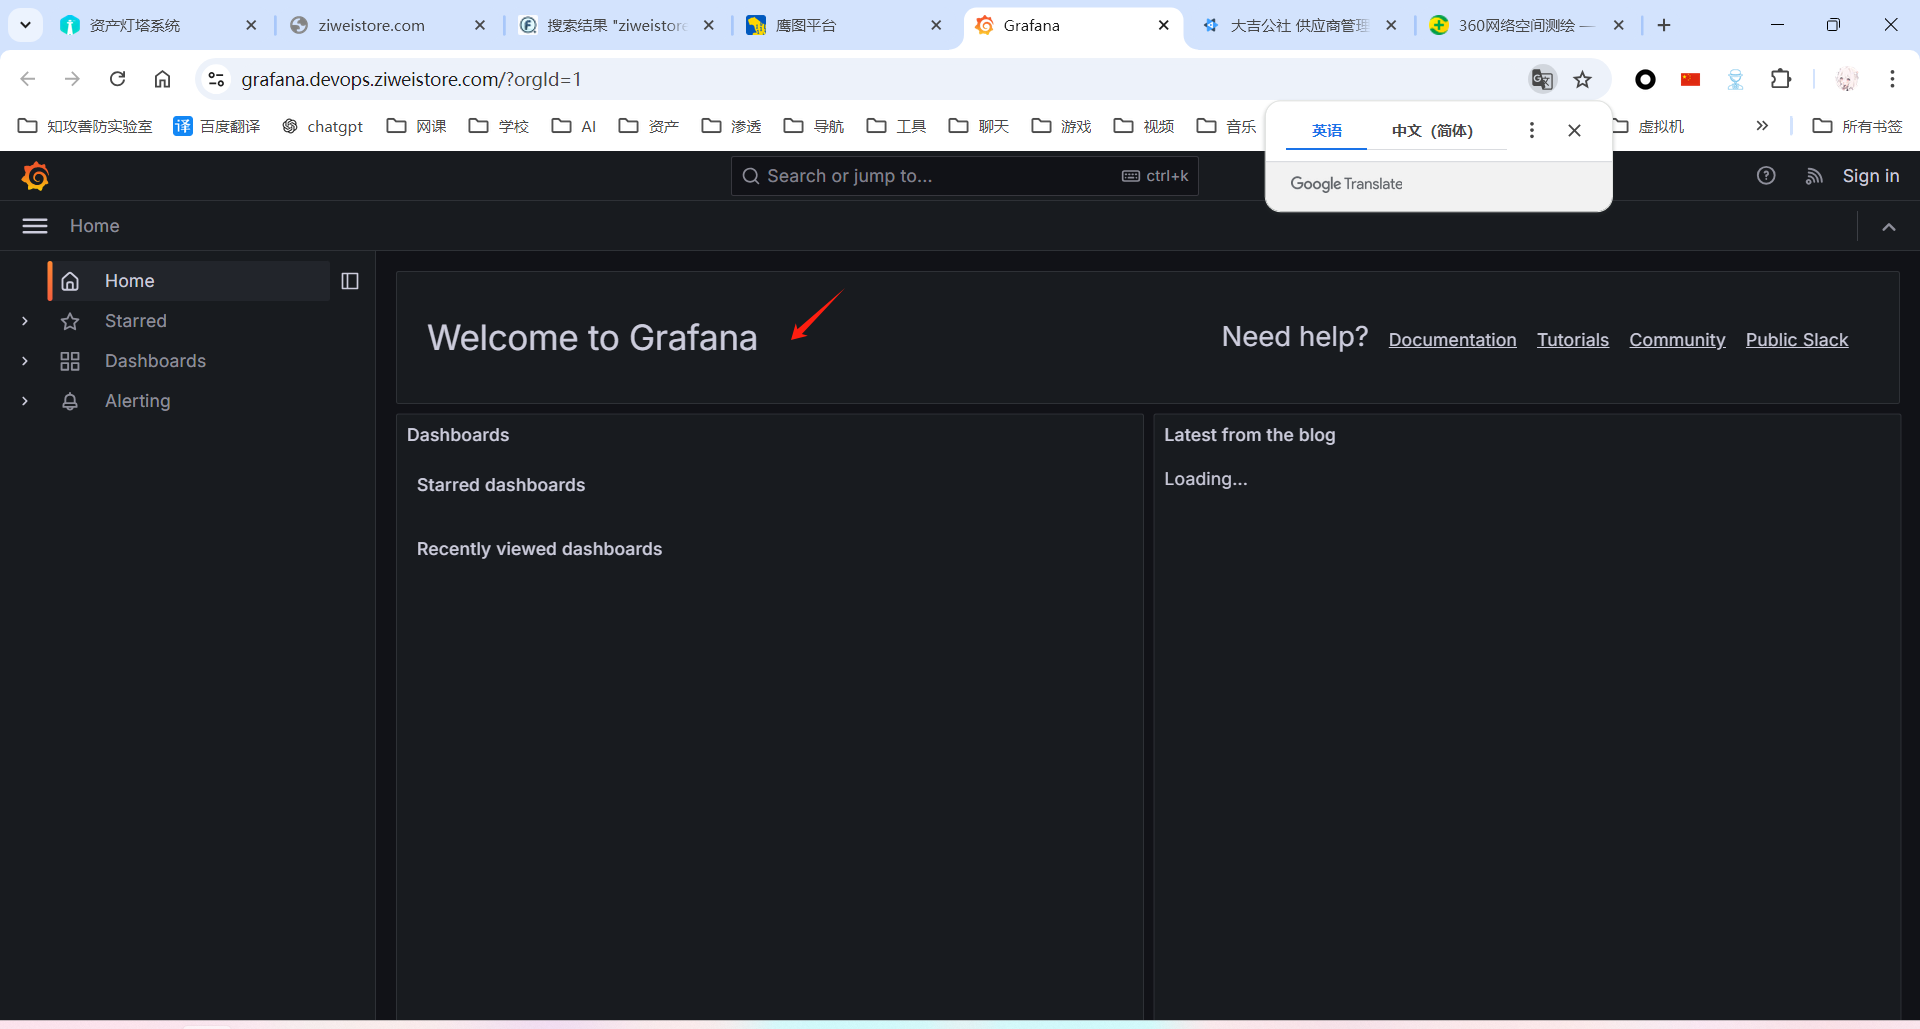 资产灯塔系统
ziweistore.com
搜索结果 "ziweistore
鹰图平台
Grafana
大吉公社 供应商管理
360网络空间测绘 —
grafana.devops.ziweistore.com/?orgId=1
知攻善防实验室
译 百度翻译
chatgpt
网课
学校
AI
资产
渗透
导航
工具
聊天
游戏
视频
音乐
虚拟机
所有书签
英语
中文（简体）
Google Translate
Search or jump to...
ctrl+k
Sign in
Home
Home
Starred
Dashboards
Alerting
Welcome to Grafana
Need help?
Documentation
Tutorials
Community
Public Slack
Dashboards
Starred dashboards
Recently viewed dashboards
Latest from the blog
Loading...